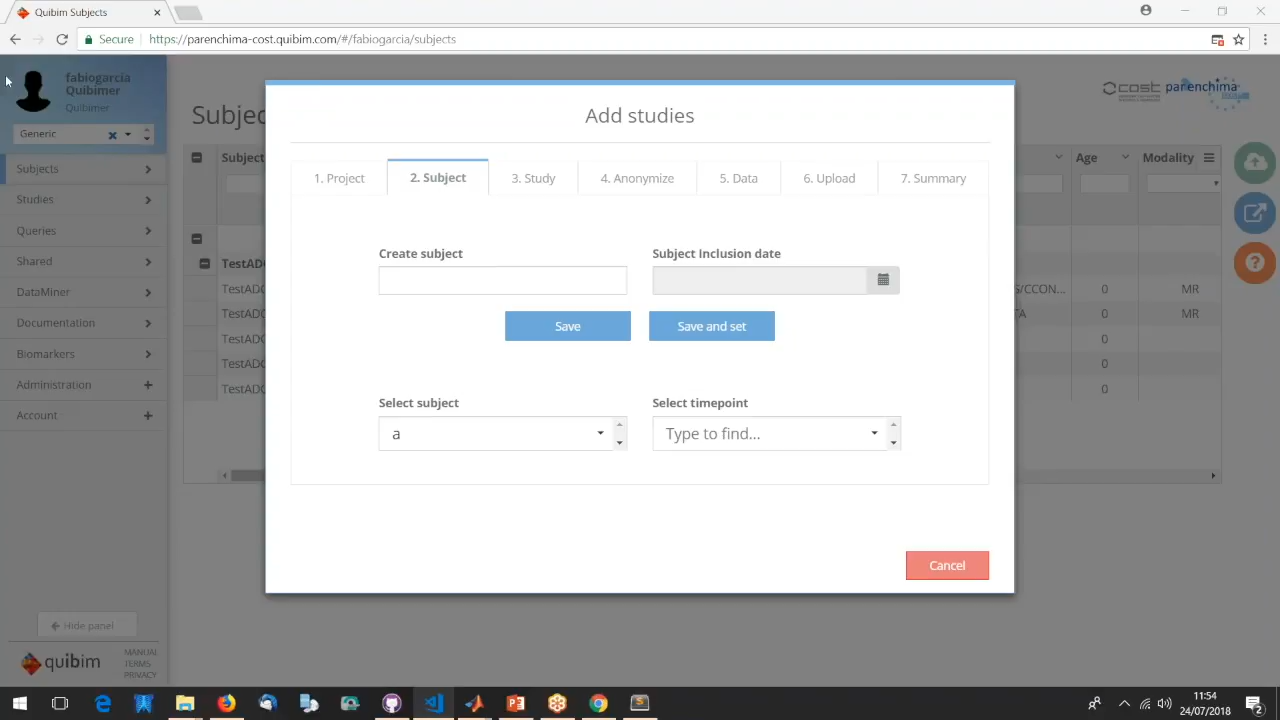 Quibim Subjects
Secure
https://parenchima-cost.quibim.com/#/fabiogarcia/subjects
fabiogarcia
Quibimer
Quibimer
Generic
Subjects
Studies
Queries
Shared
DataMiner
Documentation
Biomarkers
Administration
Account
Hide panel
quibim
MANUAL
TERMS
PRIVACY
Subjec
cost
parenchima
Subject
Age
Modality
TestADC
TestADC
S/CCON...
0
MR
TestADC
TA
0
MR
TestADC
0
TestADC
0
TestADC
0
Add studies
1. Project
2. Subject
3. Study
4. Anonymize
5. Data
6. Upload
7. Summary
Create subject
Subject Inclusion date
Save
Save and set
Select subject
Select timepoint
a
Type to find...
Cancel
11:54
24/07/2018
2